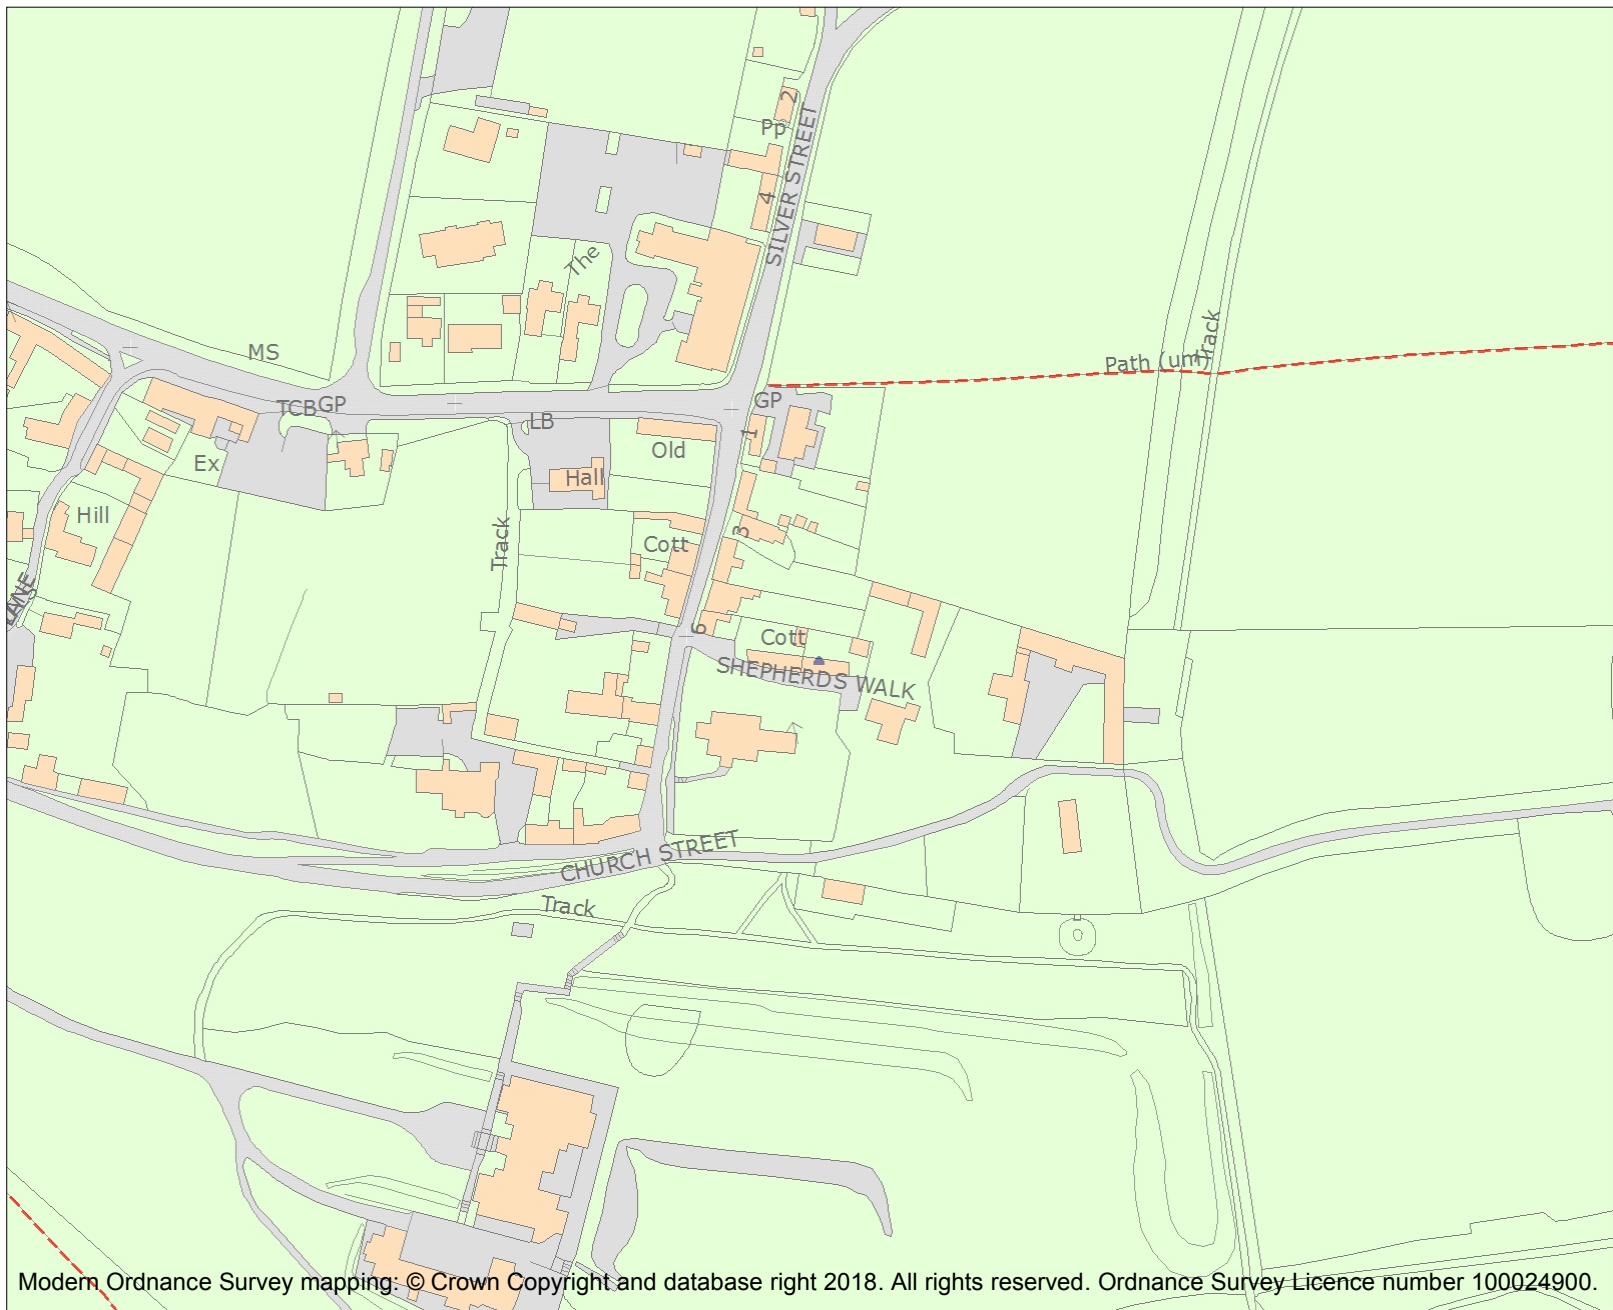 2
Pp
SILVER STREET
4
The
Track
MS
Path (um)
TCB
GP
GP
LB
1
Old
Ex
Hall
Hill
3
Track
Cott
LANE
6
Cott
SHEPHERDS WALK
CHURCH STREET
Track
Modern Ordnance Survey mapping: © Crown Copyright and database right 2018. All rights reserved. Ordnance Survey Licence number 100024900.